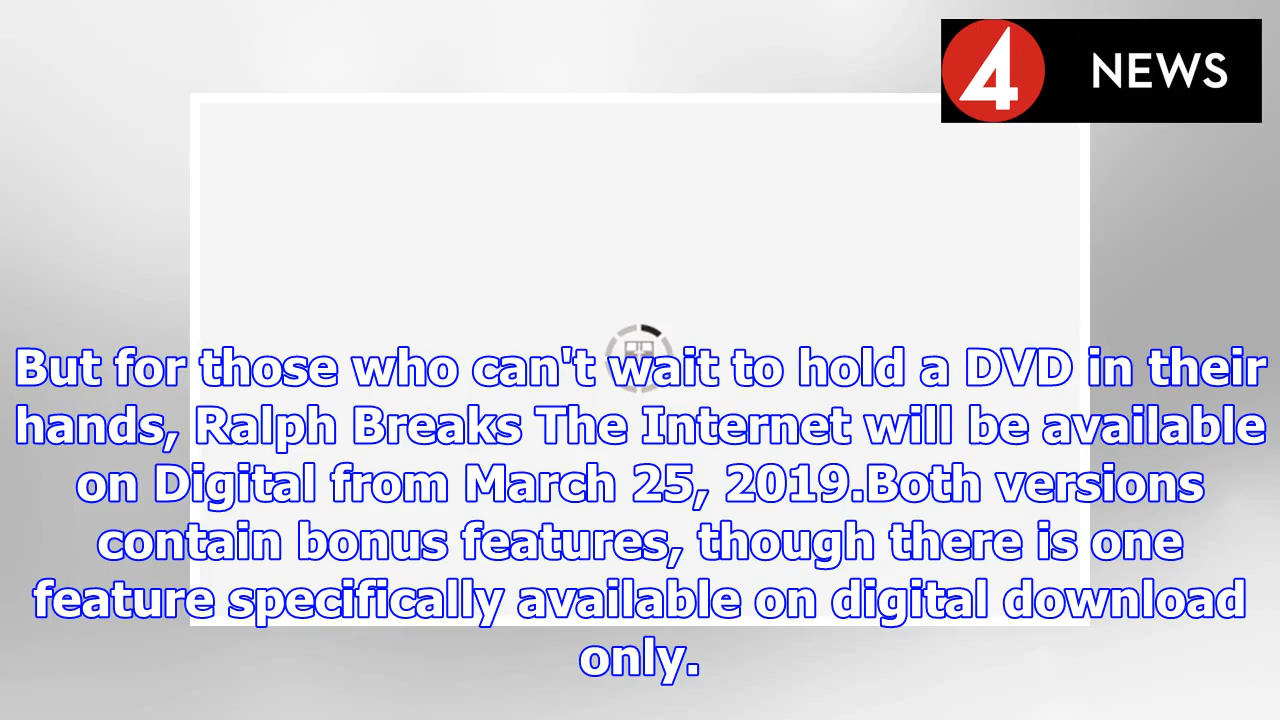 4 NEWS
But for those who can't wait to hold a DVD in their
hands, Ralph Breaks The Internet will be available
on Digital from March 25, 2019.Both versions
contain bonus features, though there is one
feature specifically available on digital download
only.